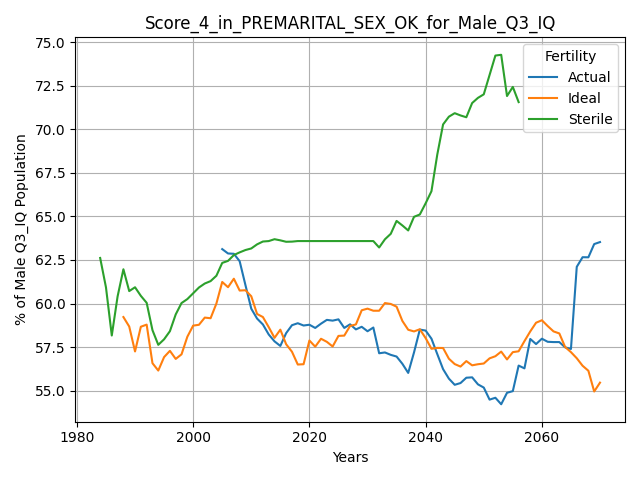 Score_4_in_PREMARITAL_SEX_OK_for_Male_Q3_IQ
Fertility
Actual
Ideal
Sterile
% of Male Q3_IQ Population
75.0
72.5
70.0
67.5
65.0
62.5
60.0
57.5
55.0
1980
2000
2020
2040
2060
Years